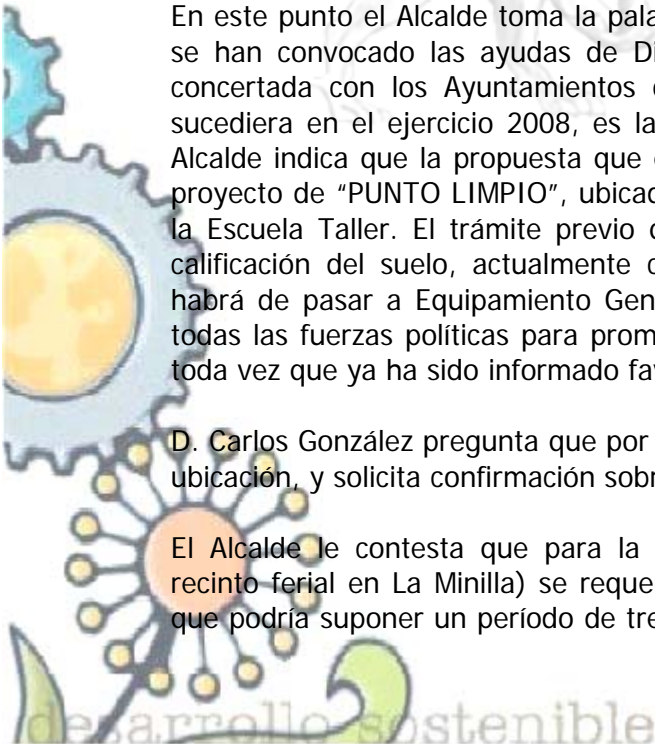 En este punto el Alcalde toma la pala
se han convocado las ayudas de Di
concertada con los Ayuntamientos
sucediera en el ejercicio 2008, es la
Alcalde indica que la propuesta que
proyecto de "PUNTO LIMPIO", ubicad
la Escuela Taller. El trámite previo
calificación del suelo, actualmente
habrá de pasar a Equipamiento Gen
todas las fuerzas políticas para prom
toda vez que ya ha sido informado fav
D. Carlos González pregunta que por
ubicación, y solicita confirmación sobr
El Alcalde le contesta que para la
recinto ferial en La Minilla) se reque
que podría suponer un período de tre
desarrollo sostenible